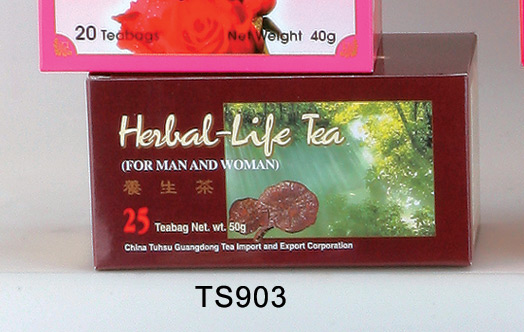 20 Teabags Net Weight 40g
Herbal-Life Tea
(FOR MAN AND WOMAN)
養生茶
25 Teabag Net. wt. 50g
China Tuhsu Guangdong Tea Import and Export Corporation
TS903